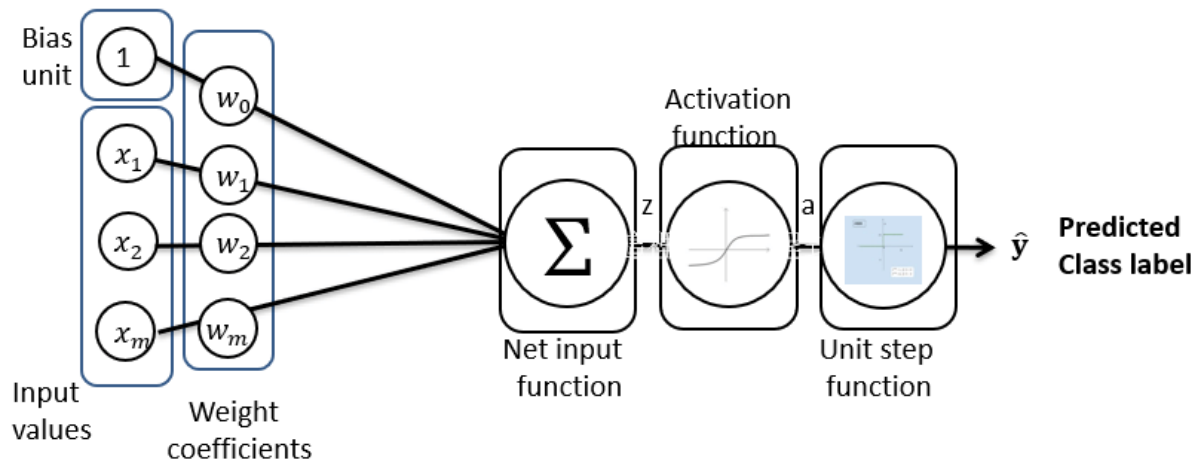 Bias
unit
1
w₀
x₁
w₁
x₂
w₂
xₘ
wₘ
Input
values
Weight
coefficients
Σ
Net input
function
z
Activation
function
a
Unit step
function
ŷ
Predicted
Class label